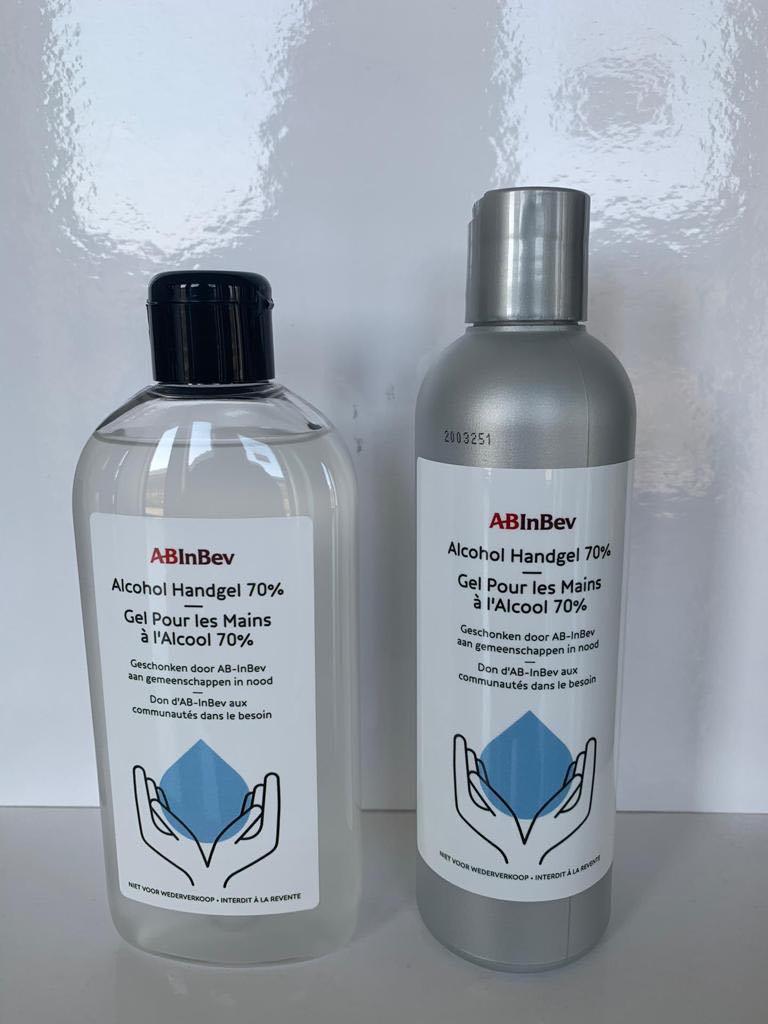 ABInBev
Alcohol Handgel 70%
Gel Pour les Mains
à l'Alcool 70%
Geschonken door AB-InBev
aan gemeenschappen in nood
Don d'AB-InBev aux
communautés dans le besoin
NIET VOOR WEDERVERKOOP • INTERDIT À LA REVENTE
2003251
ABInBev
Alcohol Handgel 70%
Gel Pour les Mains
à l'Alcool 70%
Geschonken door AB-InBev
aan gemeenschappen in nood
Don d'AB-InBev aux
communautés dans le besoin
NIET VOOR WEDERVERKOOP • INTERDIT À LA REVENTE